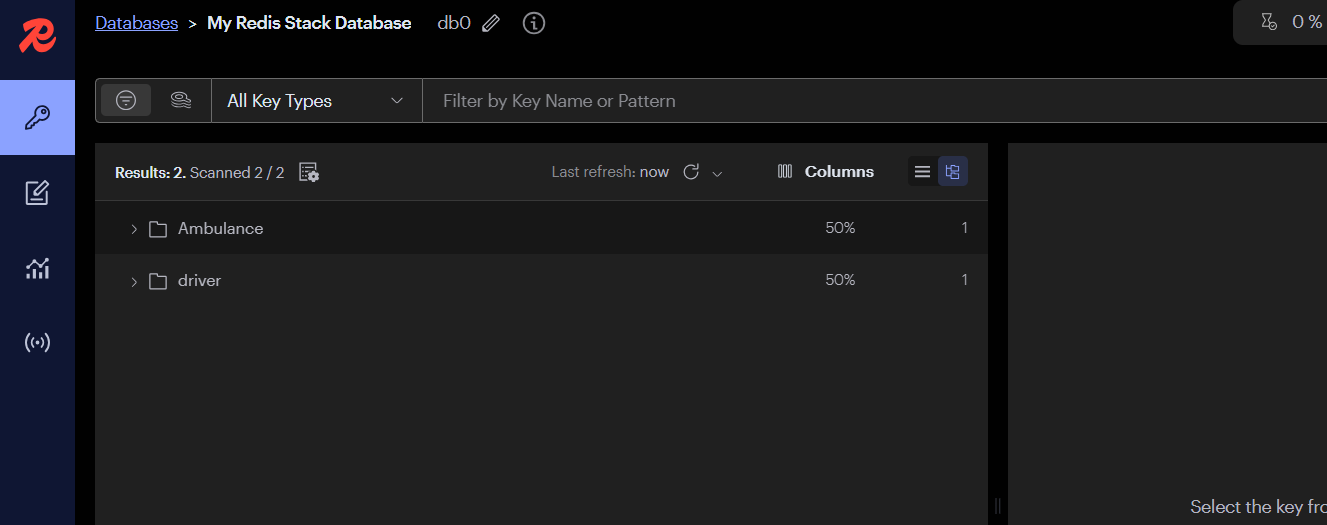 Databases > My Redis Stack Database db0
0 %
All Key Types
Filter by Key Name or Pattern
Results: 2. Scanned 2 / 2
Last refresh: now
Columns
Ambulance 50% 1
driver 50% 1
Select the key fro